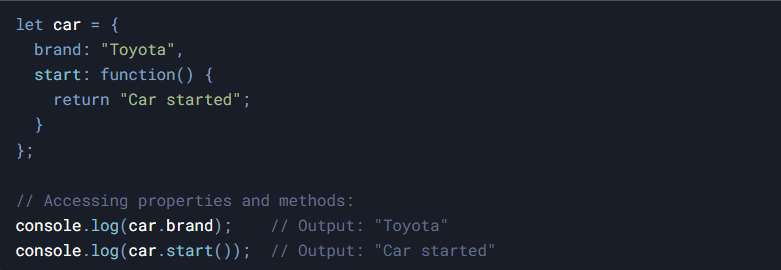 let car = {
  brand: "Toyota",
  start: function() {
    return "Car started";
  }
};

// Accessing properties and methods:
console.log(car.brand);    // Output: "Toyota"
console.log(car.start());  // Output: "Car started"